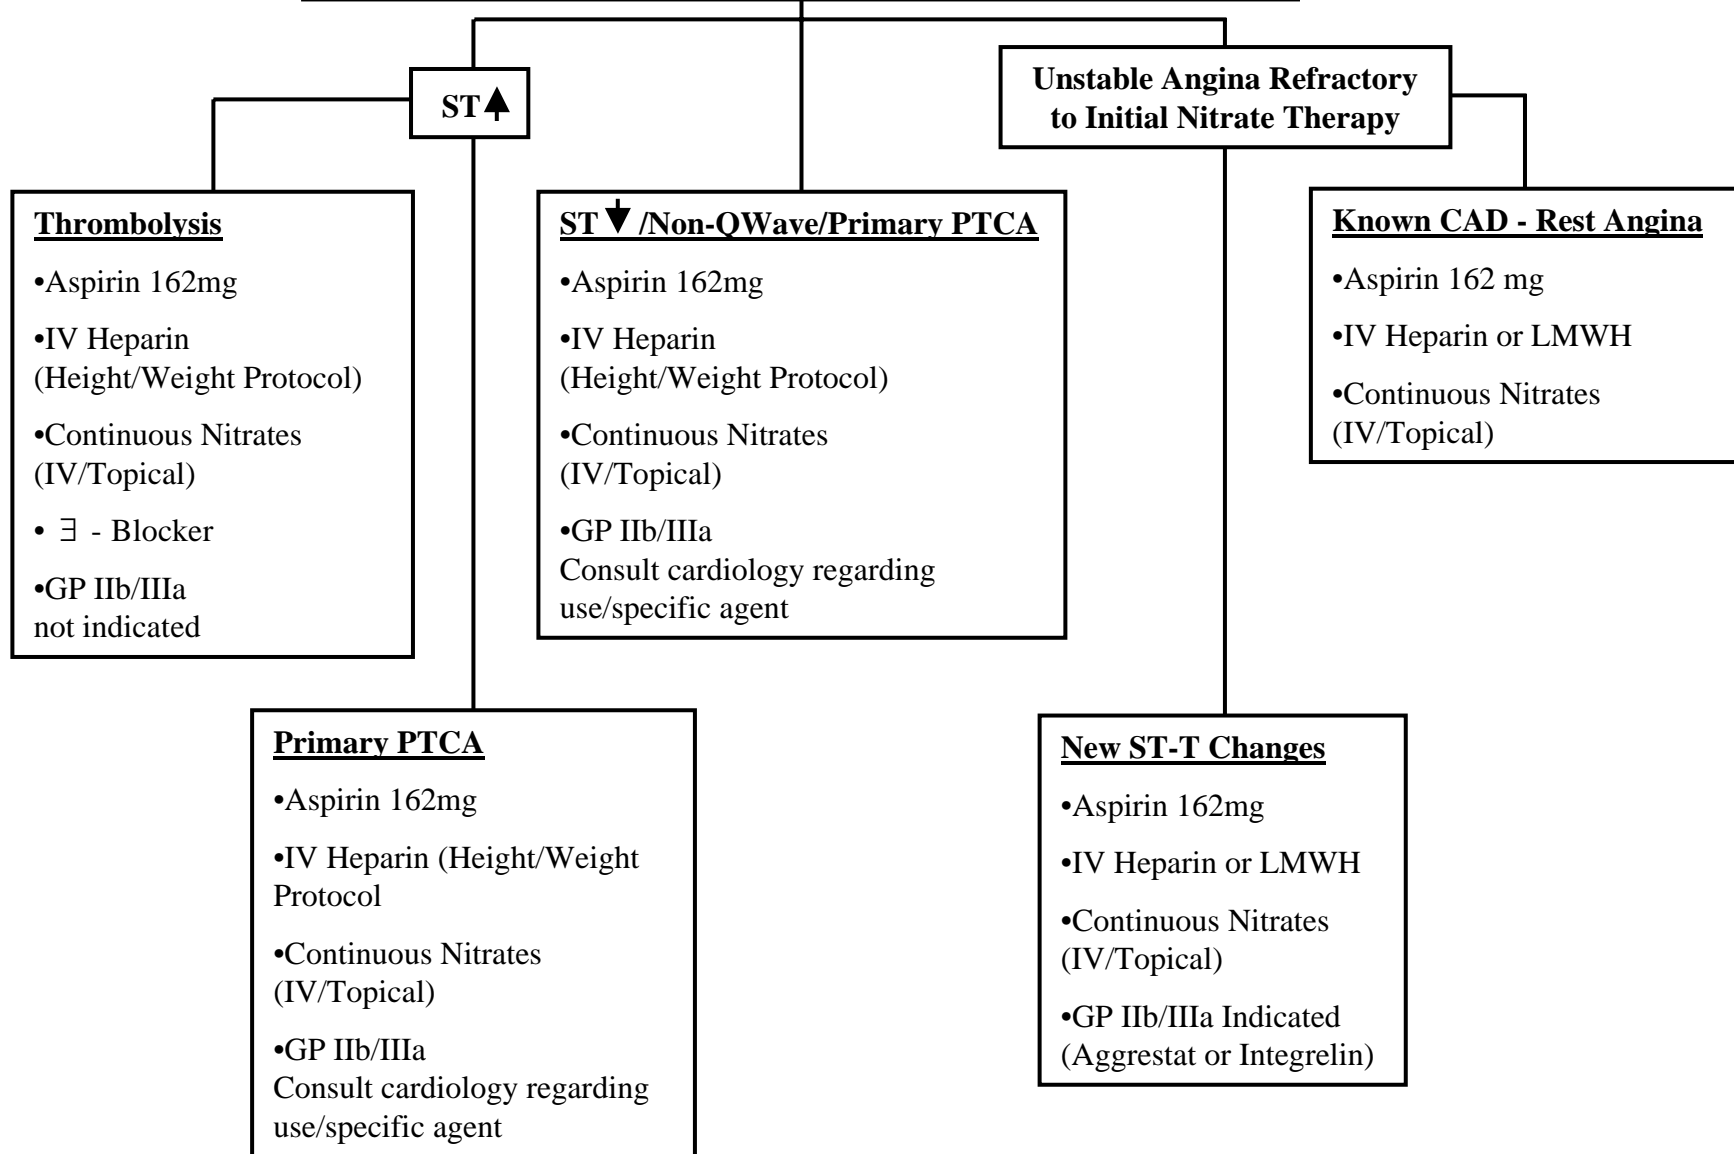 ST
Unstable Angina Refractory
to Initial Nitrate Therapy
Thrombolysis
•Aspirin 162mg
•IV Heparin
(Height/Weight Protocol)
•Continuous Nitrates
(IV/Topical)
• ∃ - Blocker
•GP IIb/IIIa
not indicated
ST ▼ /Non-QWave/Primary PTCA
•Aspirin 162mg
•IV Heparin
(Height/Weight Protocol)
•Continuous Nitrates
(IV/Topical)
•GP IIb/IIIa
Consult cardiology regarding
use/specific agent
Known CAD - Rest Angina
•Aspirin 162 mg
•IV Heparin or LMWH
•Continuous Nitrates
(IV/Topical)
Primary PTCA
•Aspirin 162mg
•IV Heparin (Height/Weight
Protocol
•Continuous Nitrates
(IV/Topical)
•GP IIb/IIIa
Consult cardiology regarding
use/specific agent
New ST-T Changes
•Aspirin 162mg
•IV Heparin or LMWH
•Continuous Nitrates
(IV/Topical)
•GP IIb/IIIa Indicated
(Aggrestat or Integrelin)